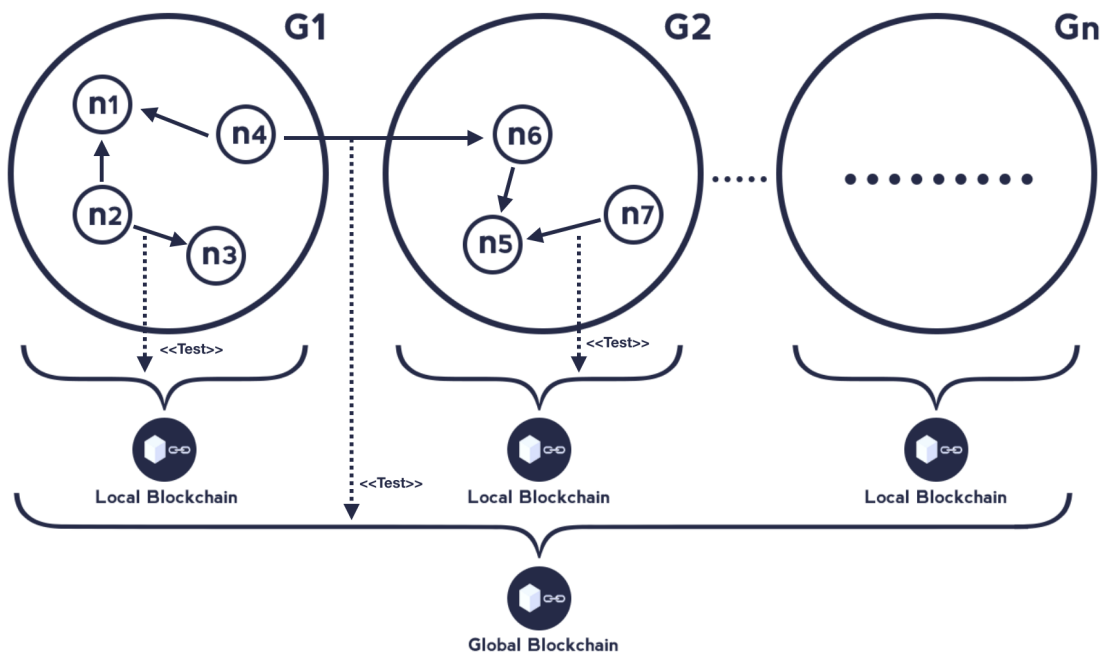 G1
G2
Gn
n1
n4
n6
n2
n7
n3
n5
<<Test>>
<<Test>>
Local Blockchain
Local Blockchain
Local Blockchain
<<Test>>
Global Blockchain